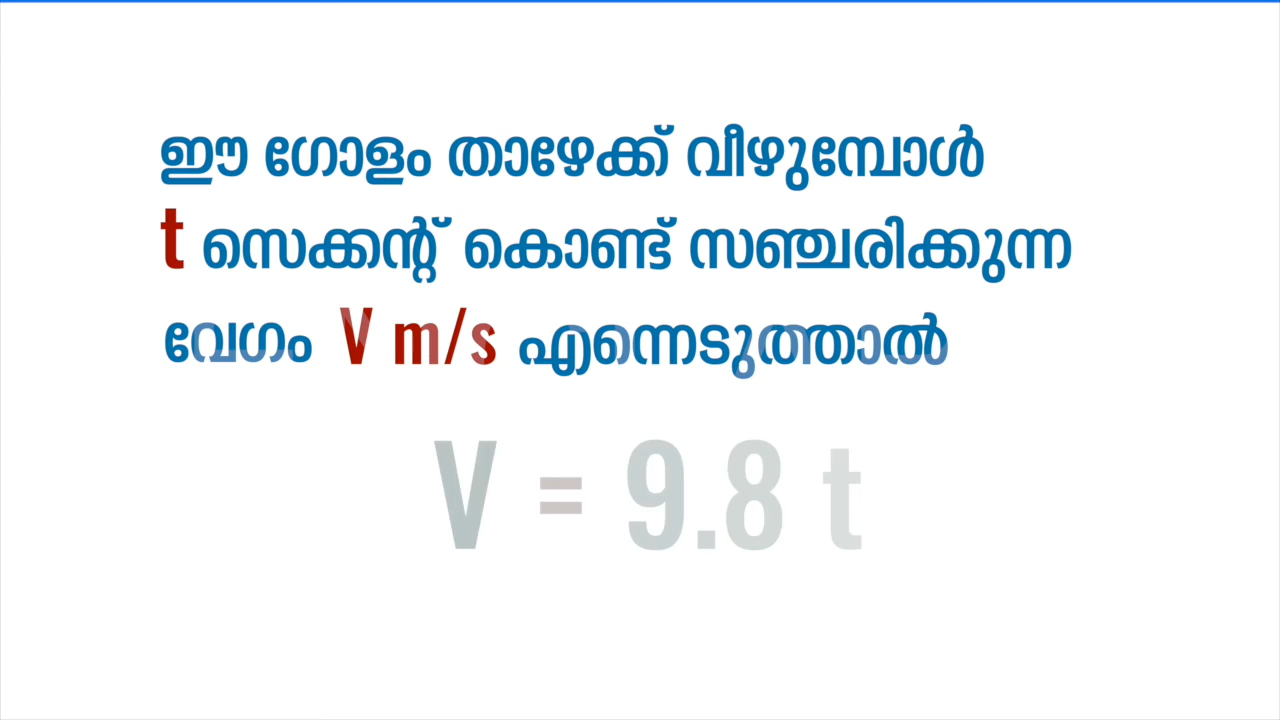 ഈ ഗോളം താഴേക്ക് വീഴുമ്പോൾ
t സെക്കന്റ് കൊണ്ട് സഞ്ചരിക്കുന്ന
വേഗം V m/s എന്നെടുത്താൽ
V = 9.8 t